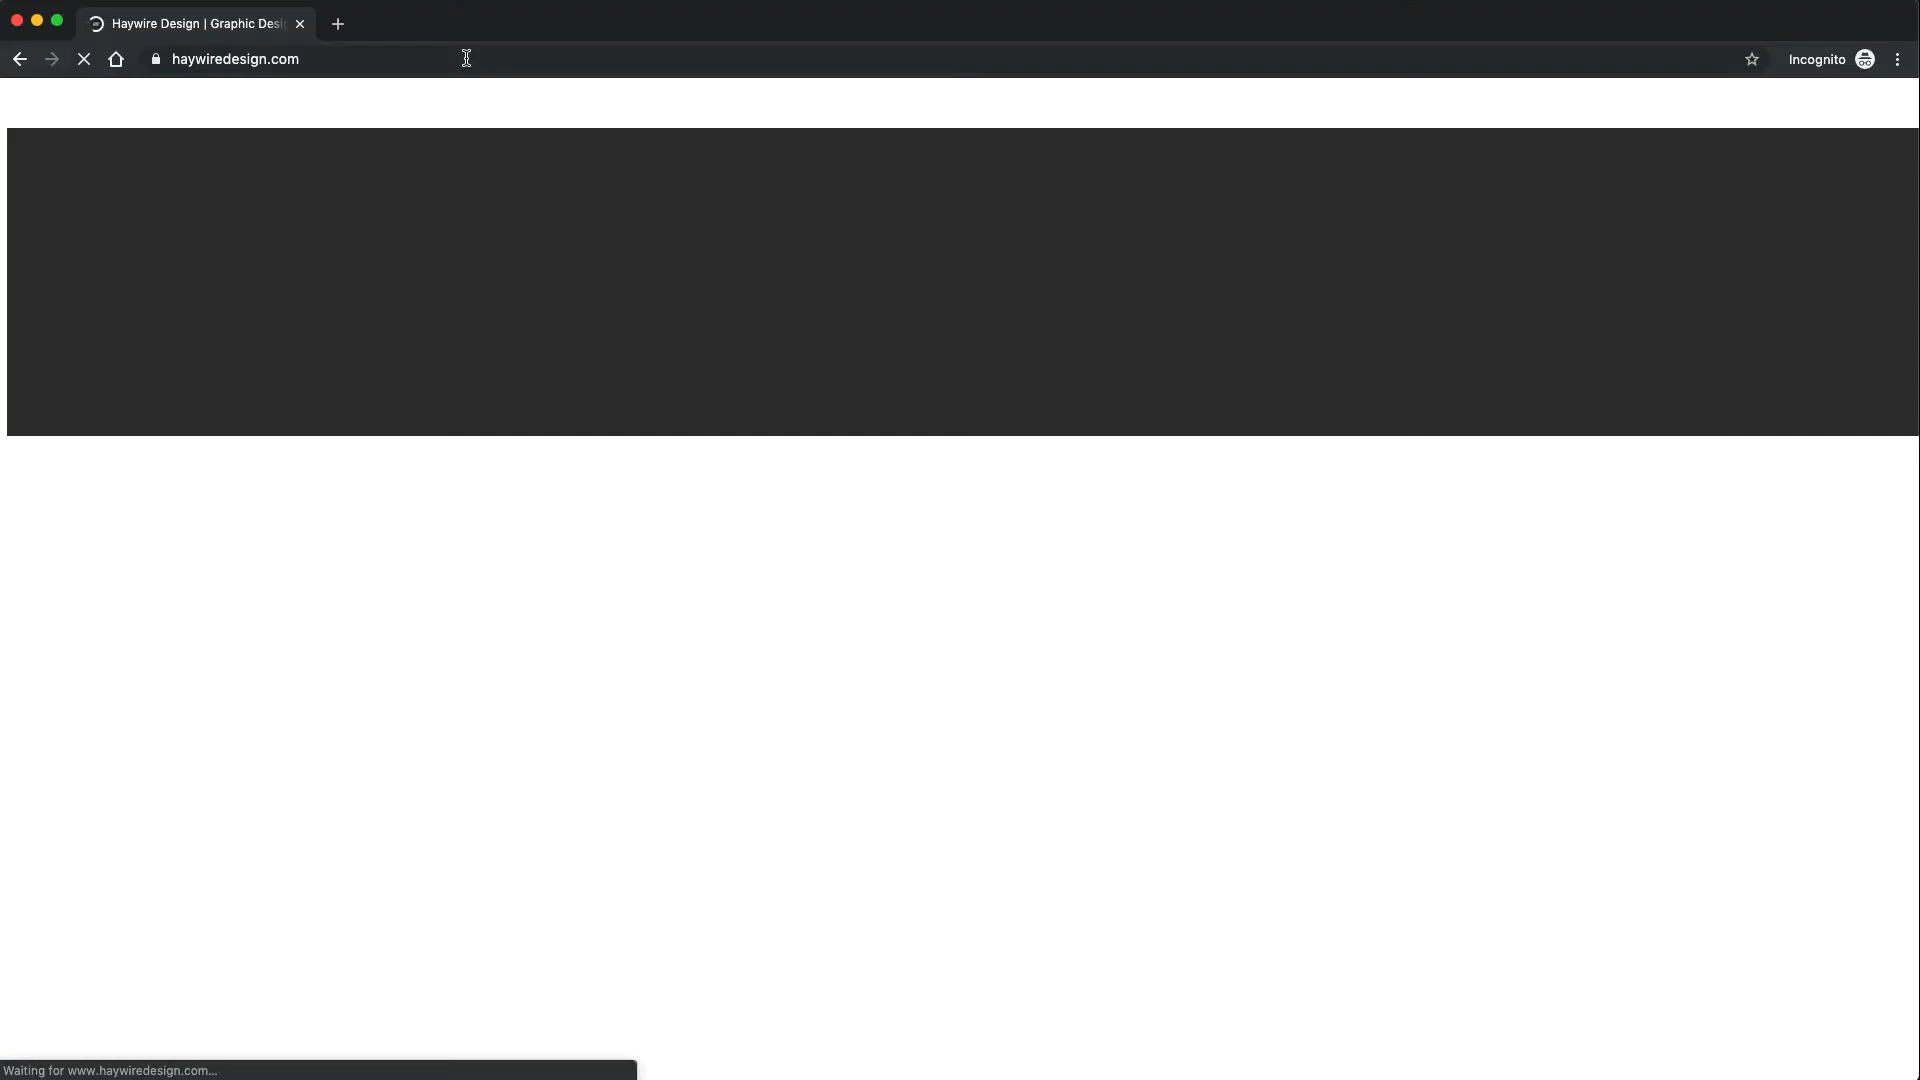 Haywire Design | Graphic Desi
haywiredesign.com
Incognito
Waiting for www.haywiredesign.com...